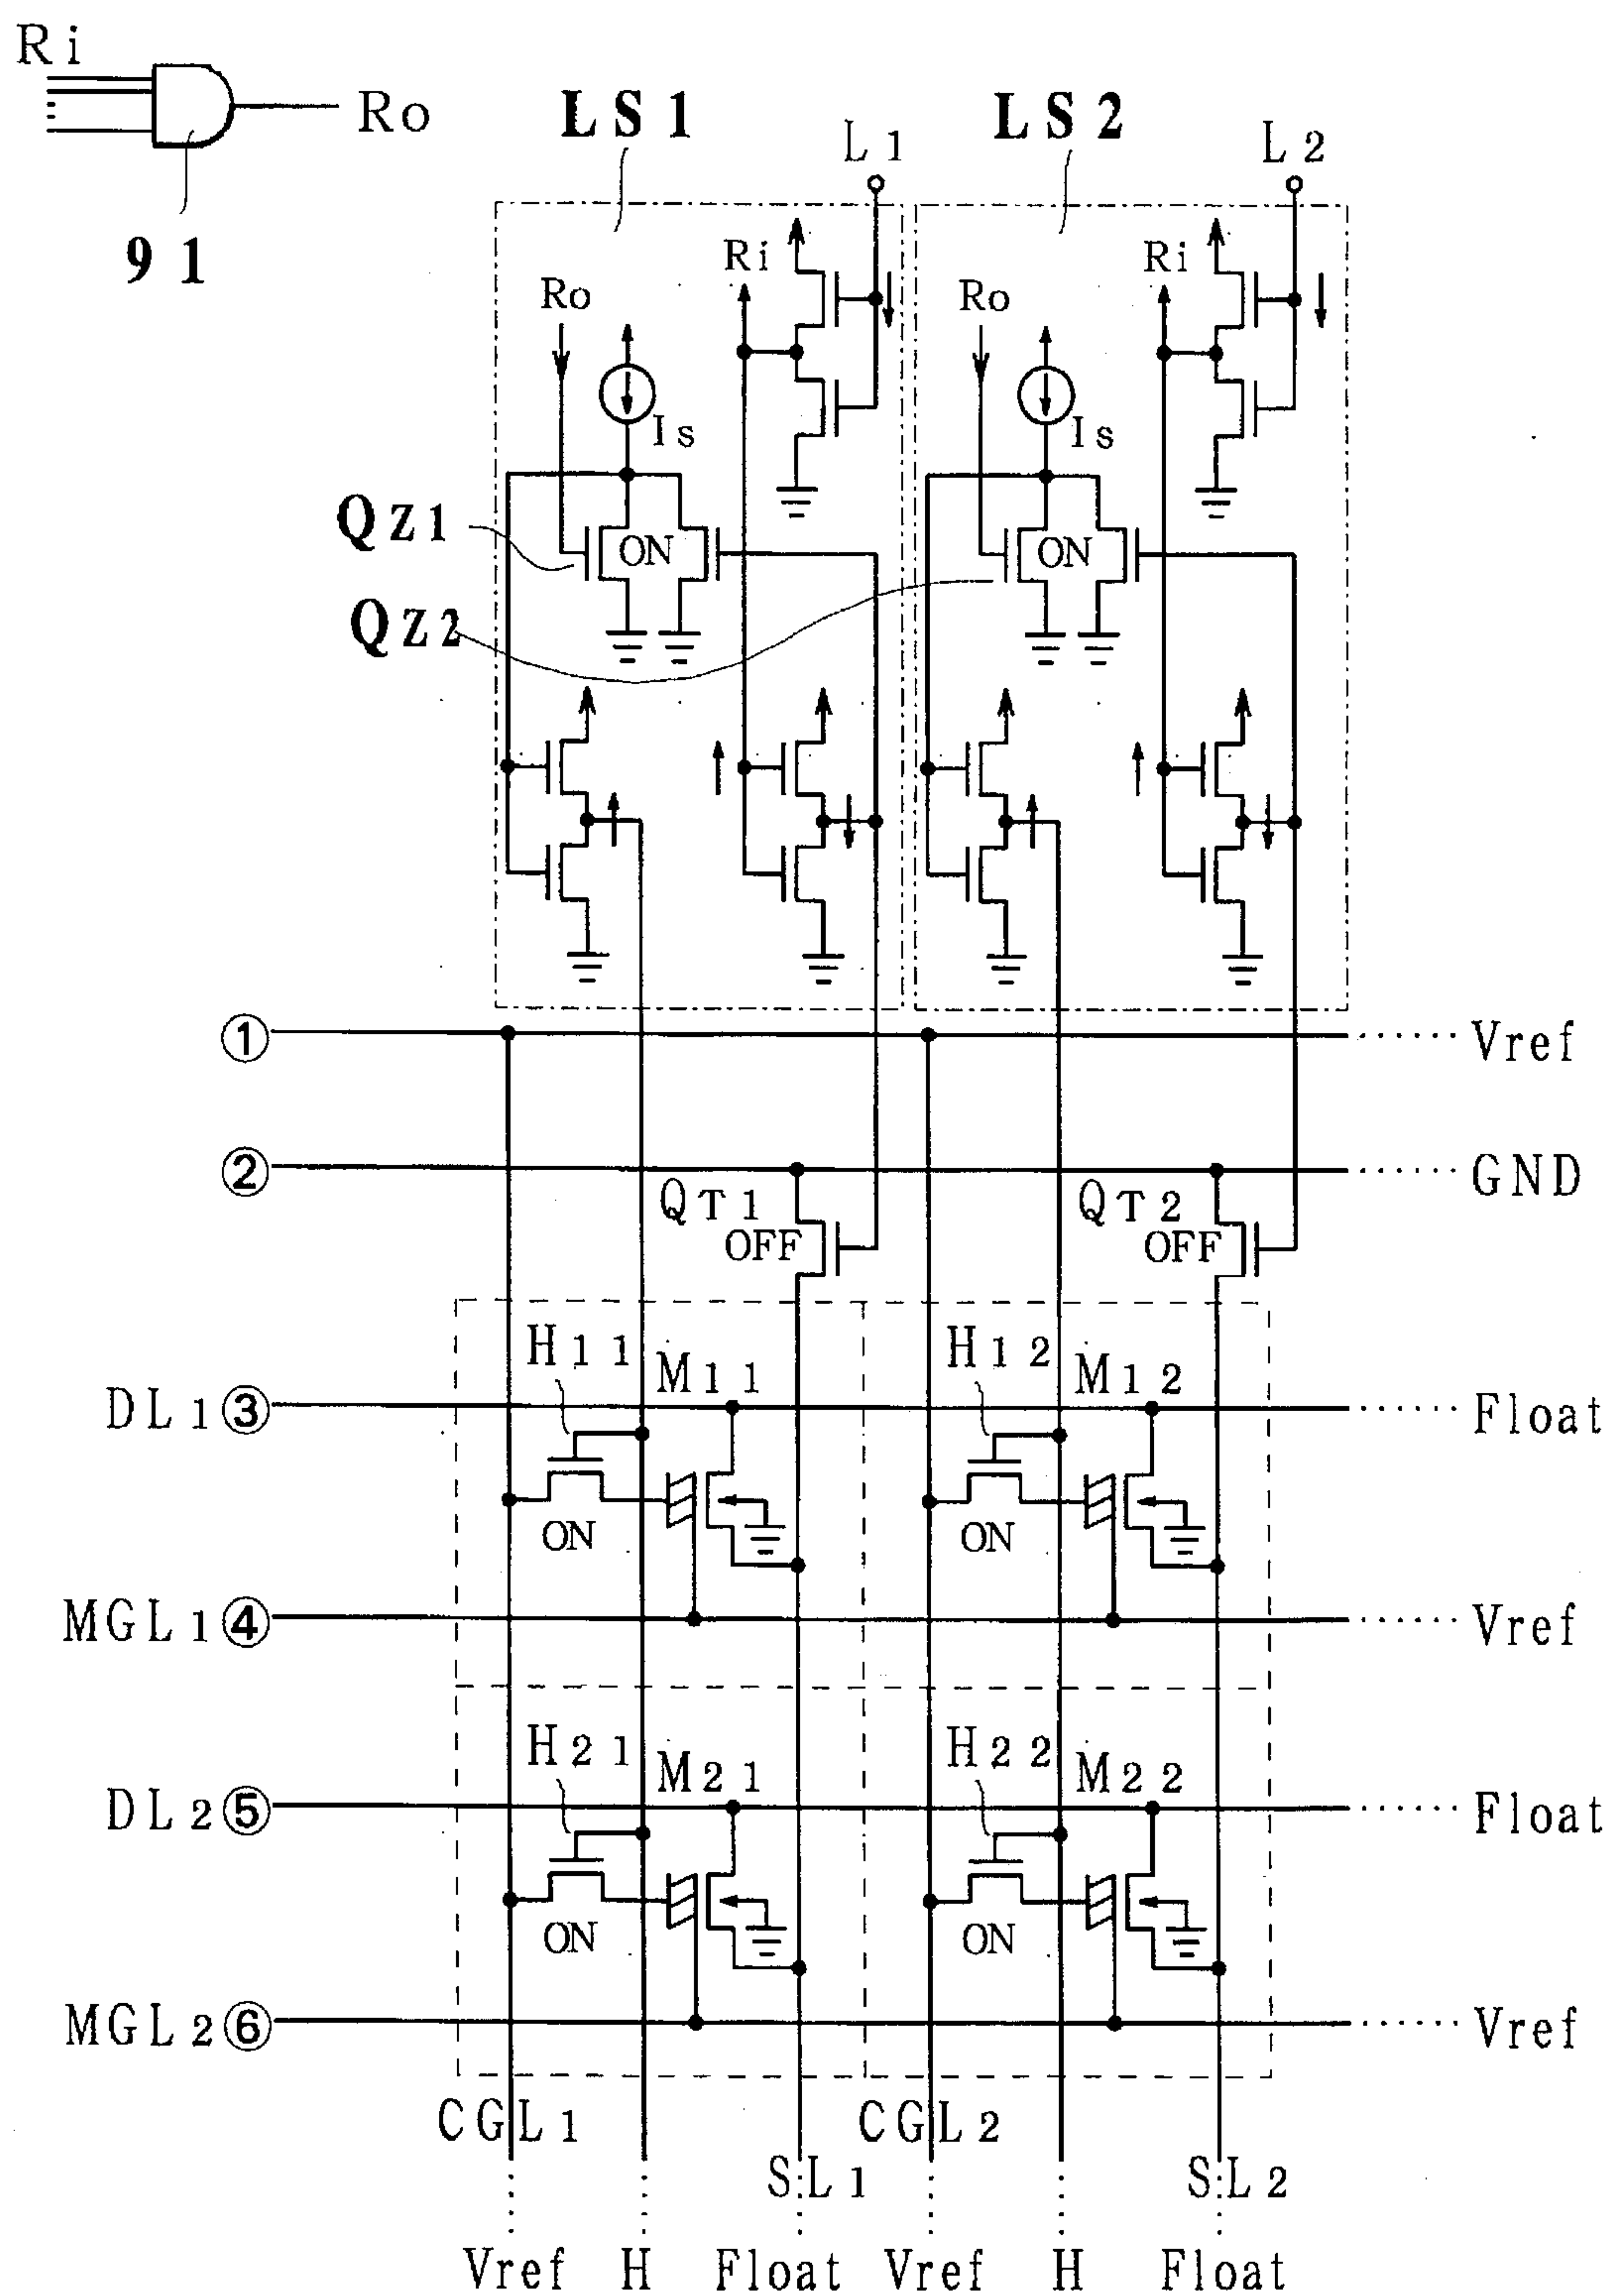 Ri
Ro
91
LS1
LS2
L1
L2
Ri
Ro
Is
Ri
Ro
Is
QZ1
ON
ON
QZ2
① Vref
② GND
QT1
OFF
QT2
OFF
H11
M11
H12
M12
DL1③ Float
ON
ON
MGL1④ Vref
H21
M21
H22
M22
DL2⑤ Float
ON
ON
MGL2⑥ Vref
CGL1
CGL2
SL1
SL2
Vref H Float Vref H Float